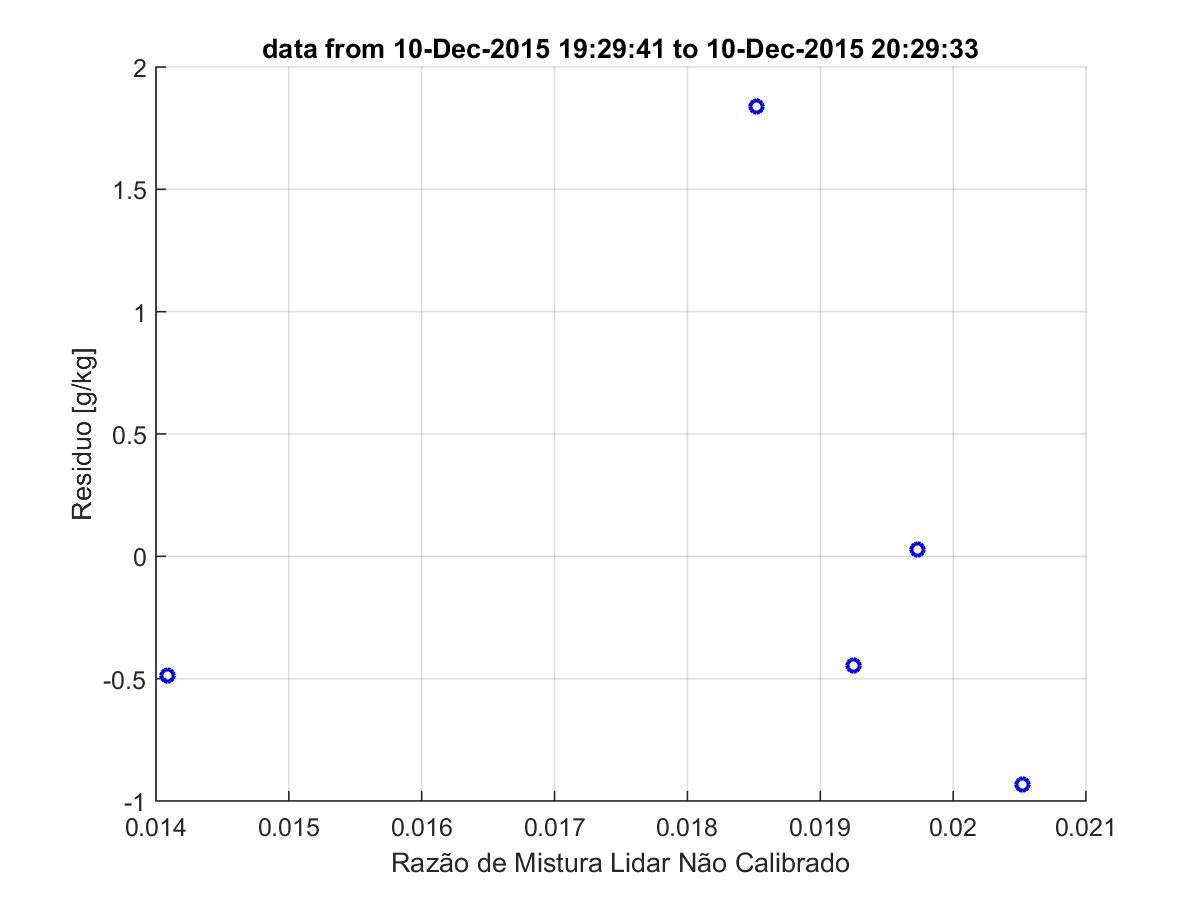 data from 10-Dec-2015 19:29:41 to 10-Dec-2015 20:29:33
2
1.5
1
0.5
0
-0.5
-1
Residuo [g/kg]
0.014 0.015 0.016 0.017 0.018 0.019 0.02 0.021
Razão de Mistura Lidar Não Calibrado